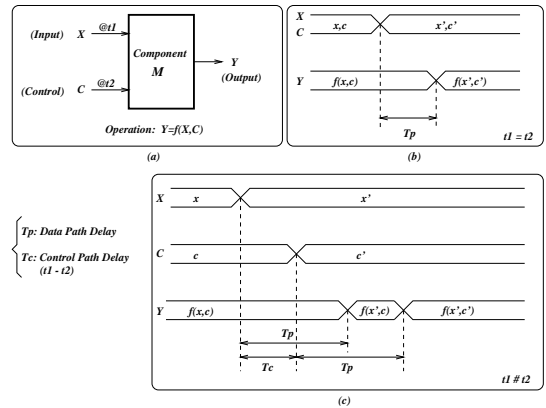 (Input) X @t1
Component
M
Y
(Output)
(Control) C @t2
Operation: Y=f(X,C)
(a)
X
C
x,c x',c'
Y f(x,c) f(x',c')
Tp
t1 = t2
(b)
Tp: Data Path Delay
Tc: Control Path Delay
(t1 - t2)
X x x'
C c c'
Y f(x,c) f(x',c) f(x',c')
Tp
Tc Tp
t1 # t2
(c)